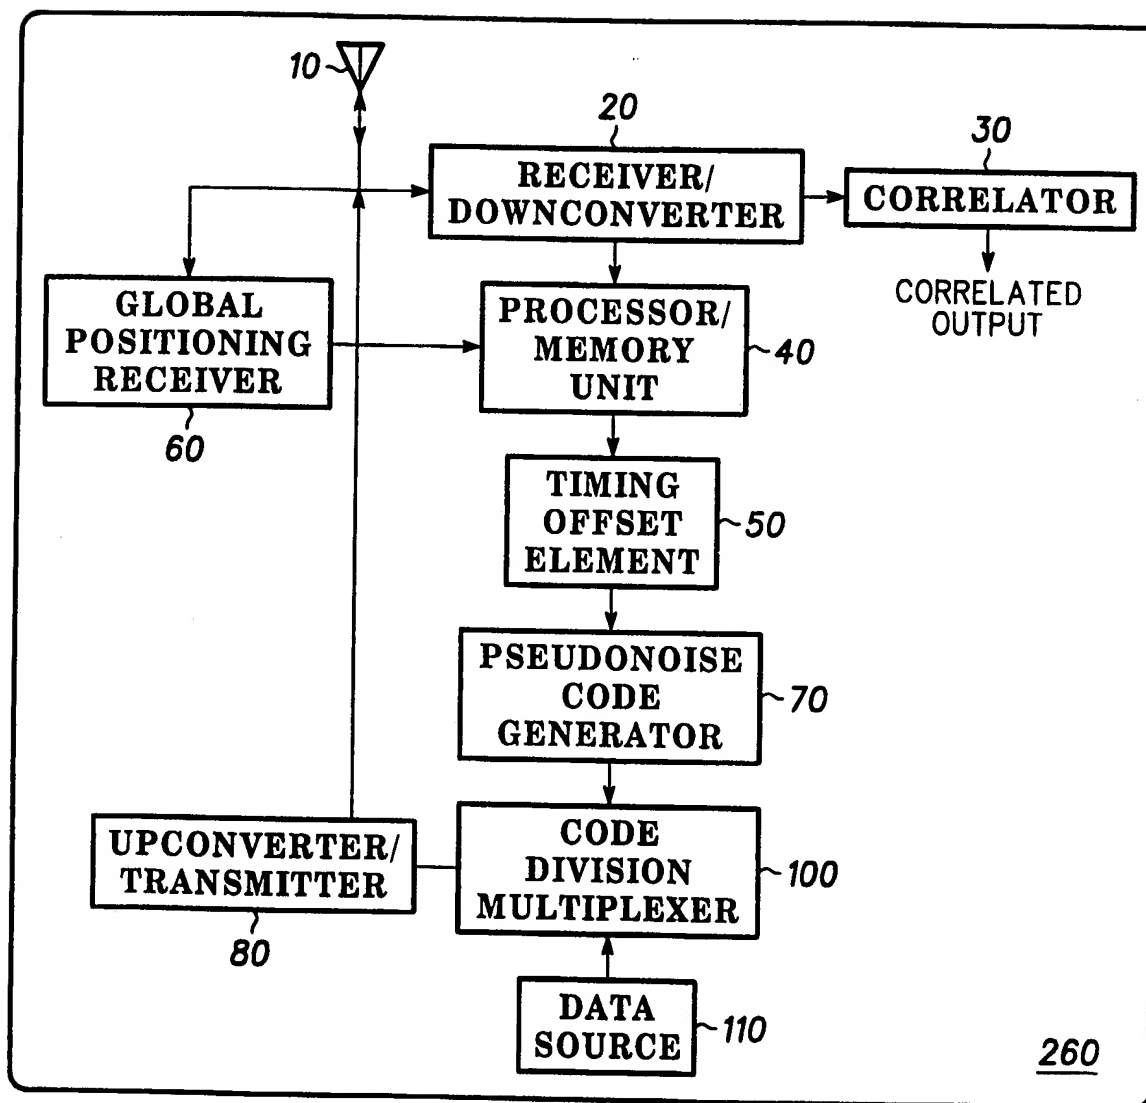 10
20
30
RECEIVER/
DOWNCONVERTER
CORRELATOR
CORRELATED
OUTPUT
GLOBAL
POSITIONING
RECEIVER
60
PROCESSOR/
MEMORY
UNIT
40
TIMING
OFFSET
ELEMENT
50
PSEUDONOISE
CODE
GENERATOR
70
UPCONVERTER/
TRANSMITTER
80
CODE
DIVISION
MULTIPLEXER
100
DATA
SOURCE
110
260